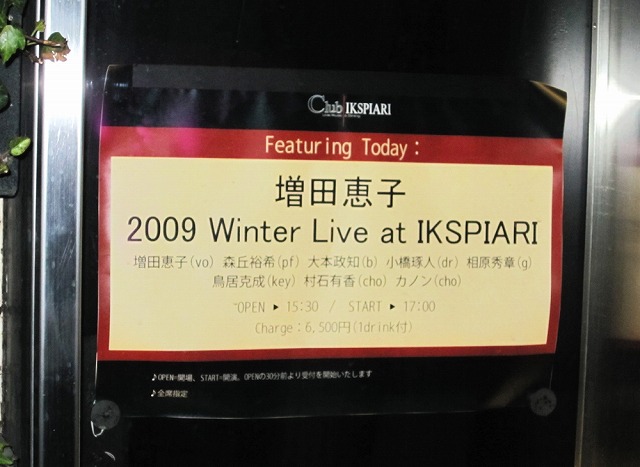 Club IKSPIARI
Featuring Today :
増田恵子
2009 Winter Live at IKSPIARI
増田恵子(vo) 森丘裕希(pf) 大本政知(b) 小橋琢人(dr) 相原秀章(g)
鳥居克成(key) 村石有香(cho) カノン(cho)
OPEN ▶ 15:30 / START ▶ 17:00
Charge : 6,500円(1drink付)
♪OPEN=開場、START=開演、OPENの30分前より受付を開始いたします
♪全席指定